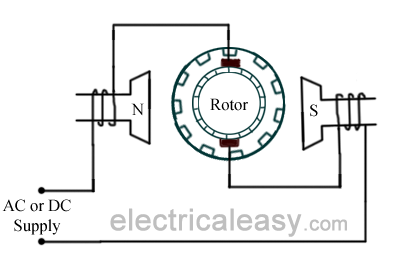 N
Rotor
S
AC or DC
Supply
electricaleasy.com